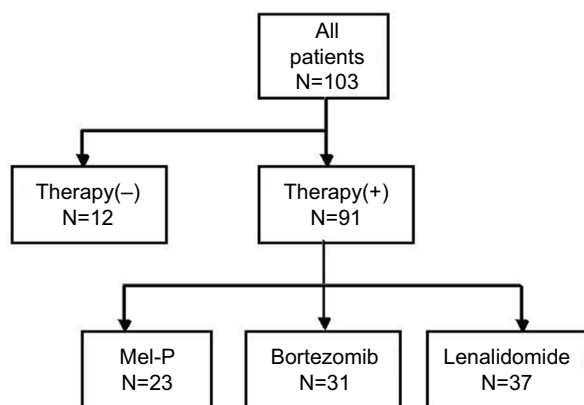 All
patients
N=103
Therapy(–)
N=12
Therapy(+)
N=91
Mel-P
N=23
Bortezomib
N=31
Lenalidomide
N=37